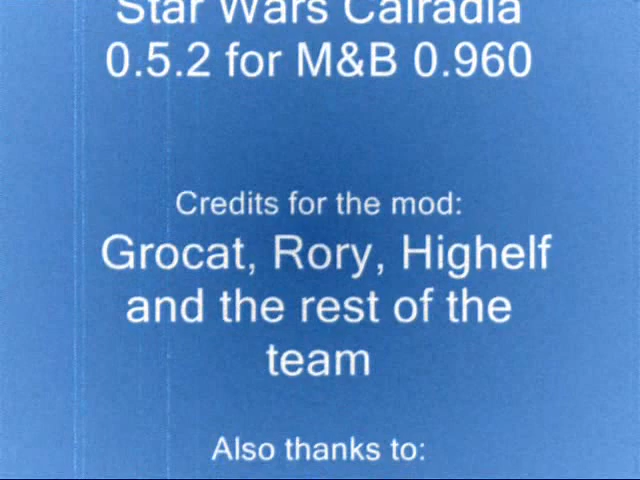 Star Wars Calradia
0.5.2 for M&B 0.960
Credits for the mod:
Grocat, Rory, Highelf
and the rest of the
team
Also thanks to: